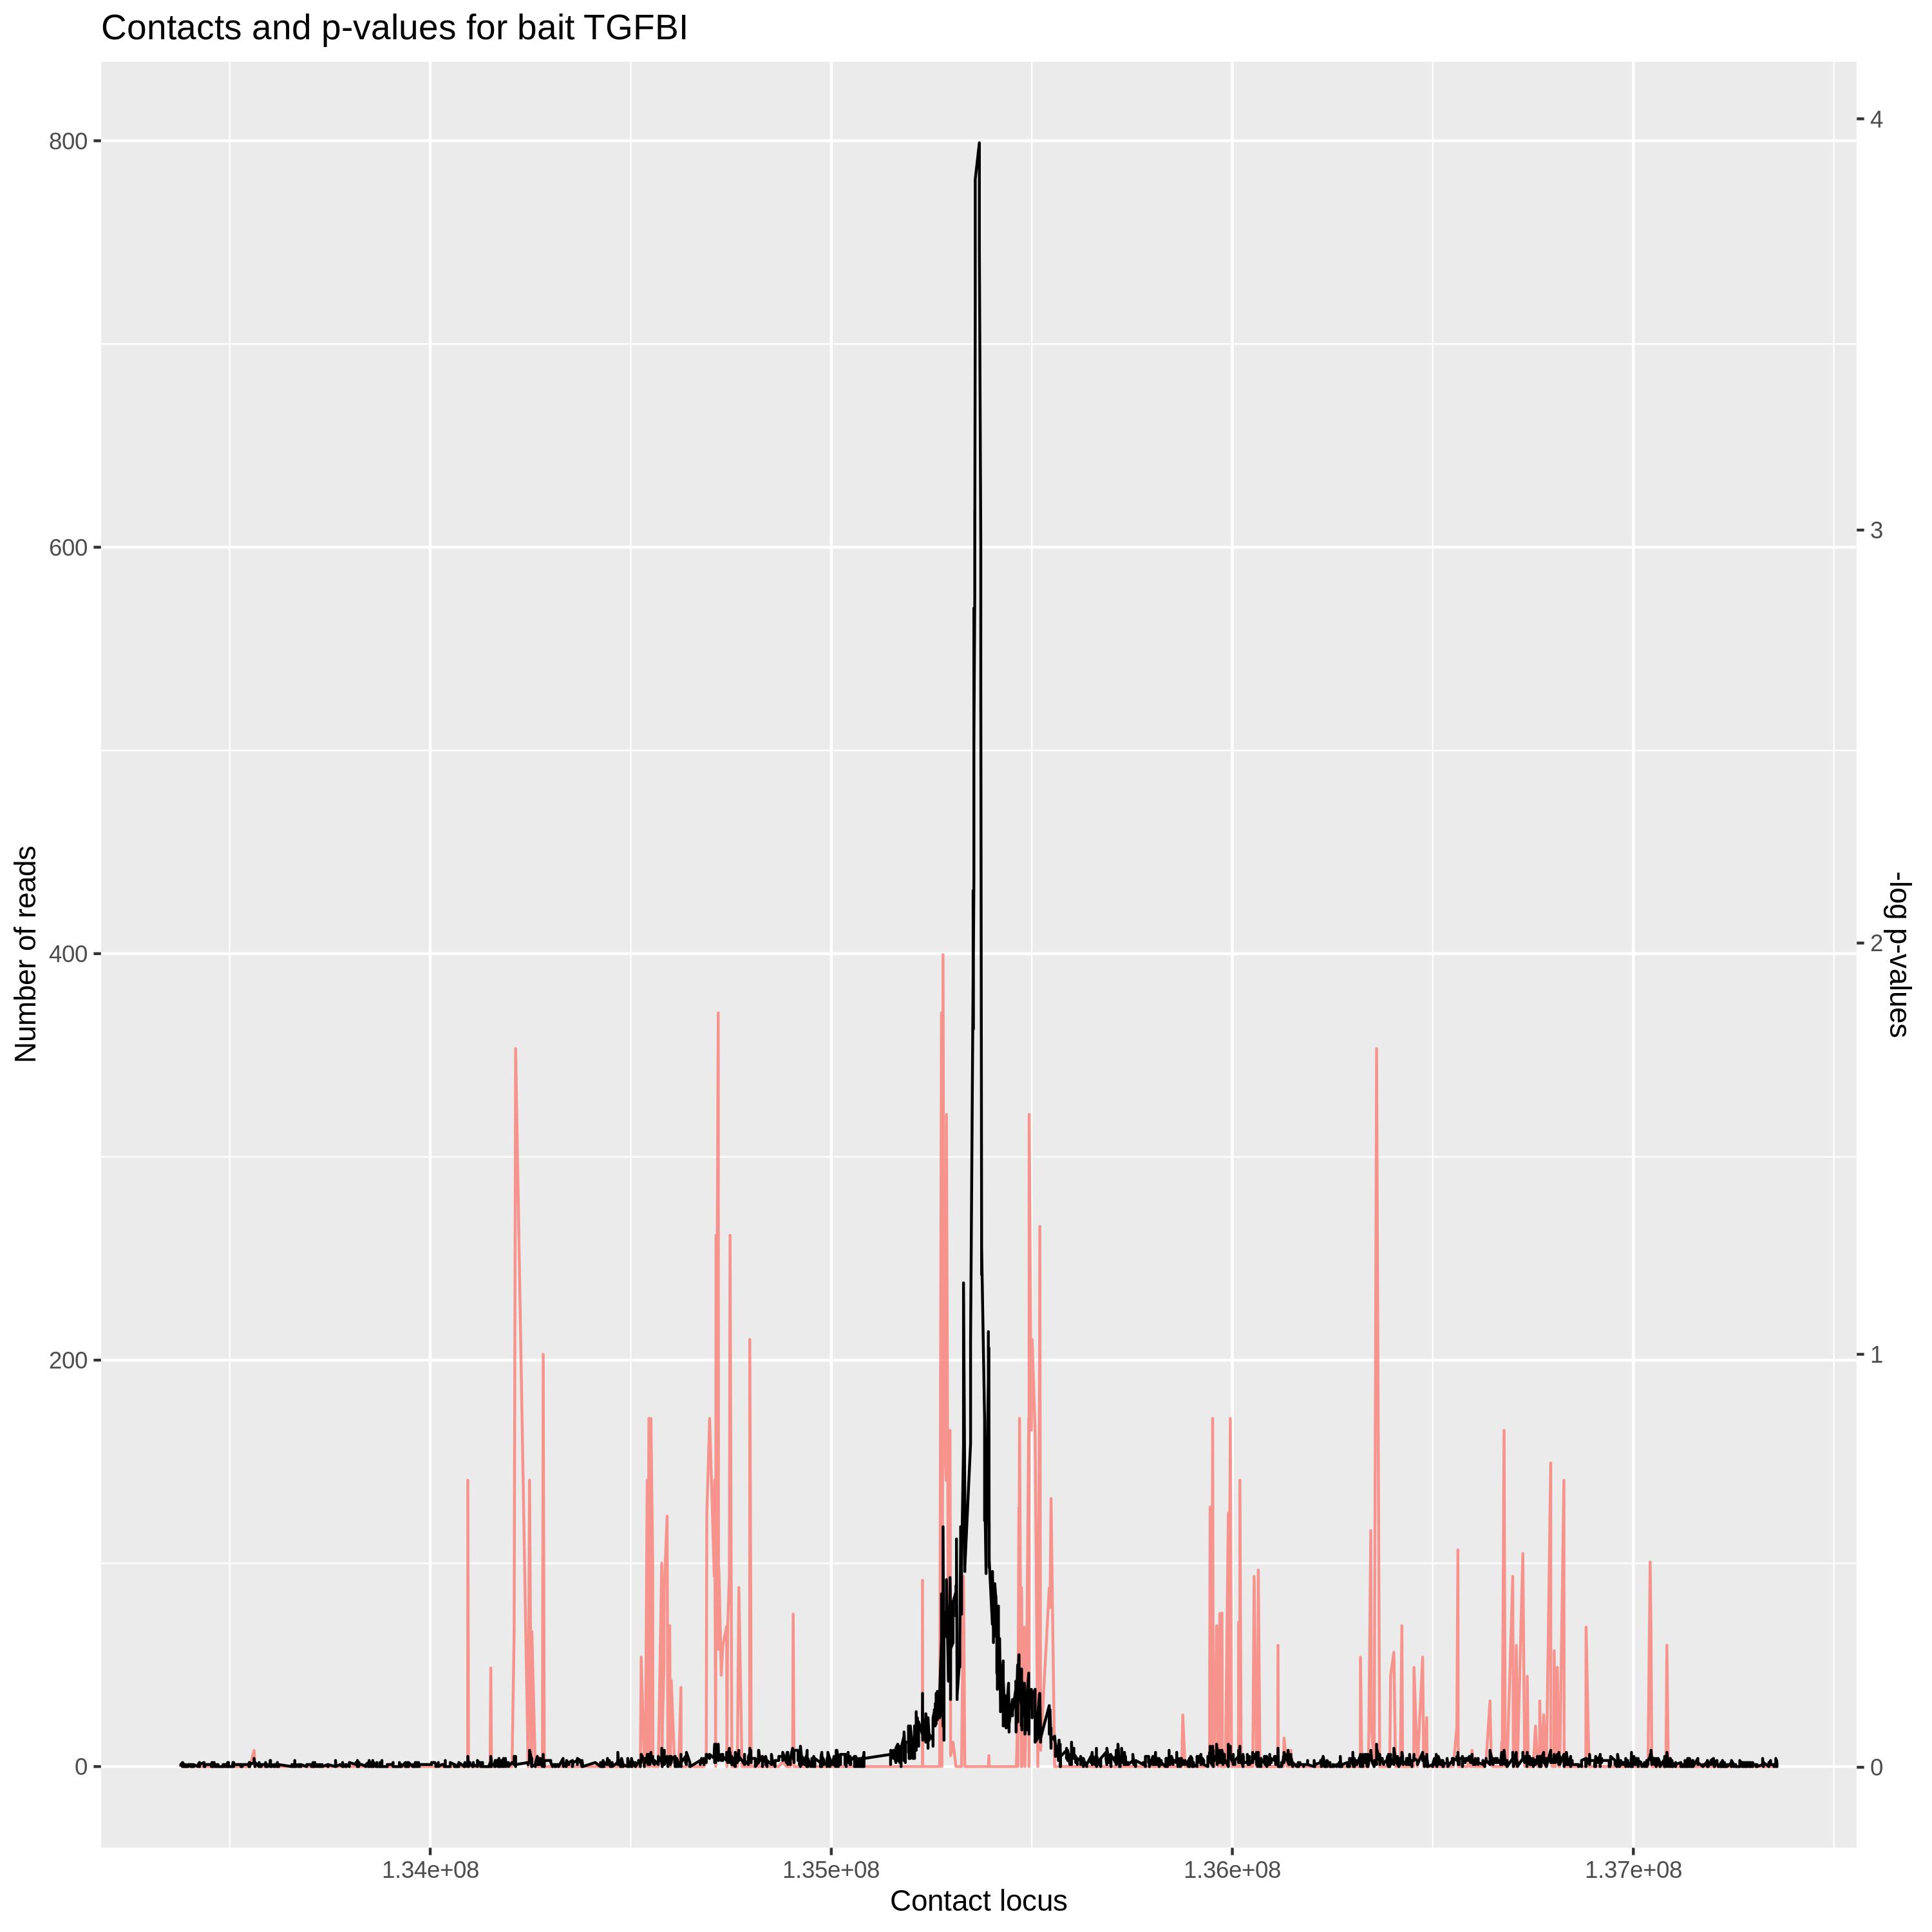 Contacts and p-values for bait TGFBI
Number of reads
800
600
400
200
0
-log p-values
4
3
2
1
0
1.34e+08
1.35e+08
1.36e+08
1.37e+08
Contact locus